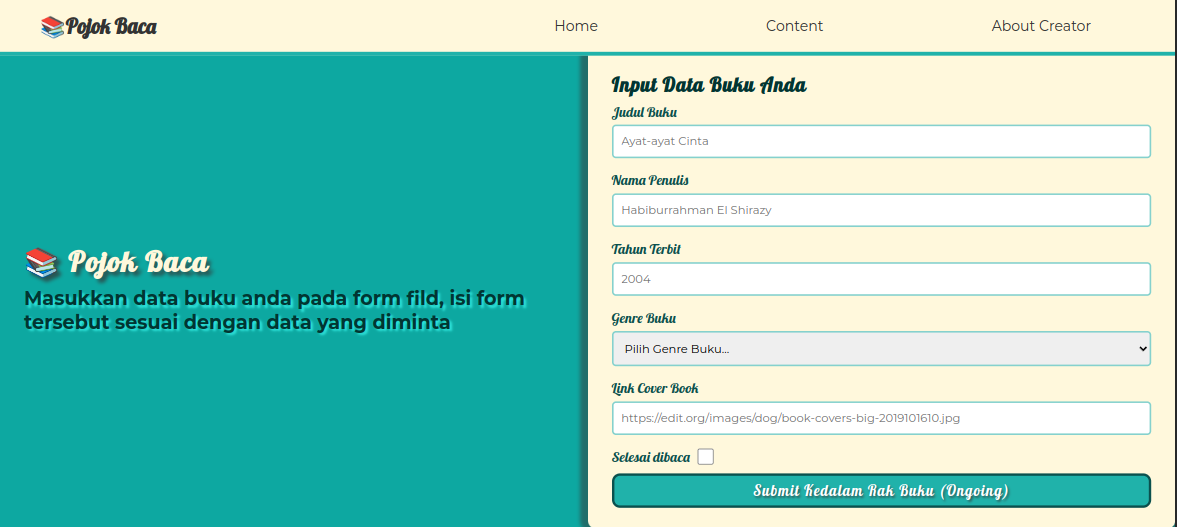 📚Pojok Baca
Home
Content
About Creator
📚 Pojok Baca
Masukkan data buku anda pada form fild, isi form
tersebut sesuai dengan data yang diminta
Input Data Buku Anda
Judul Buku
Ayat-ayat Cinta
Nama Penulis
Habiburrahman El Shirazy
Tahun Terbit
2004
Genre Buku
Pilih Genre Buku...
Link Cover Book
https://edit.org/images/dog/book-covers-big-2019101610.jpg
Selesai dibaca
Submit Kedalam Rak Buku (Ongoing)